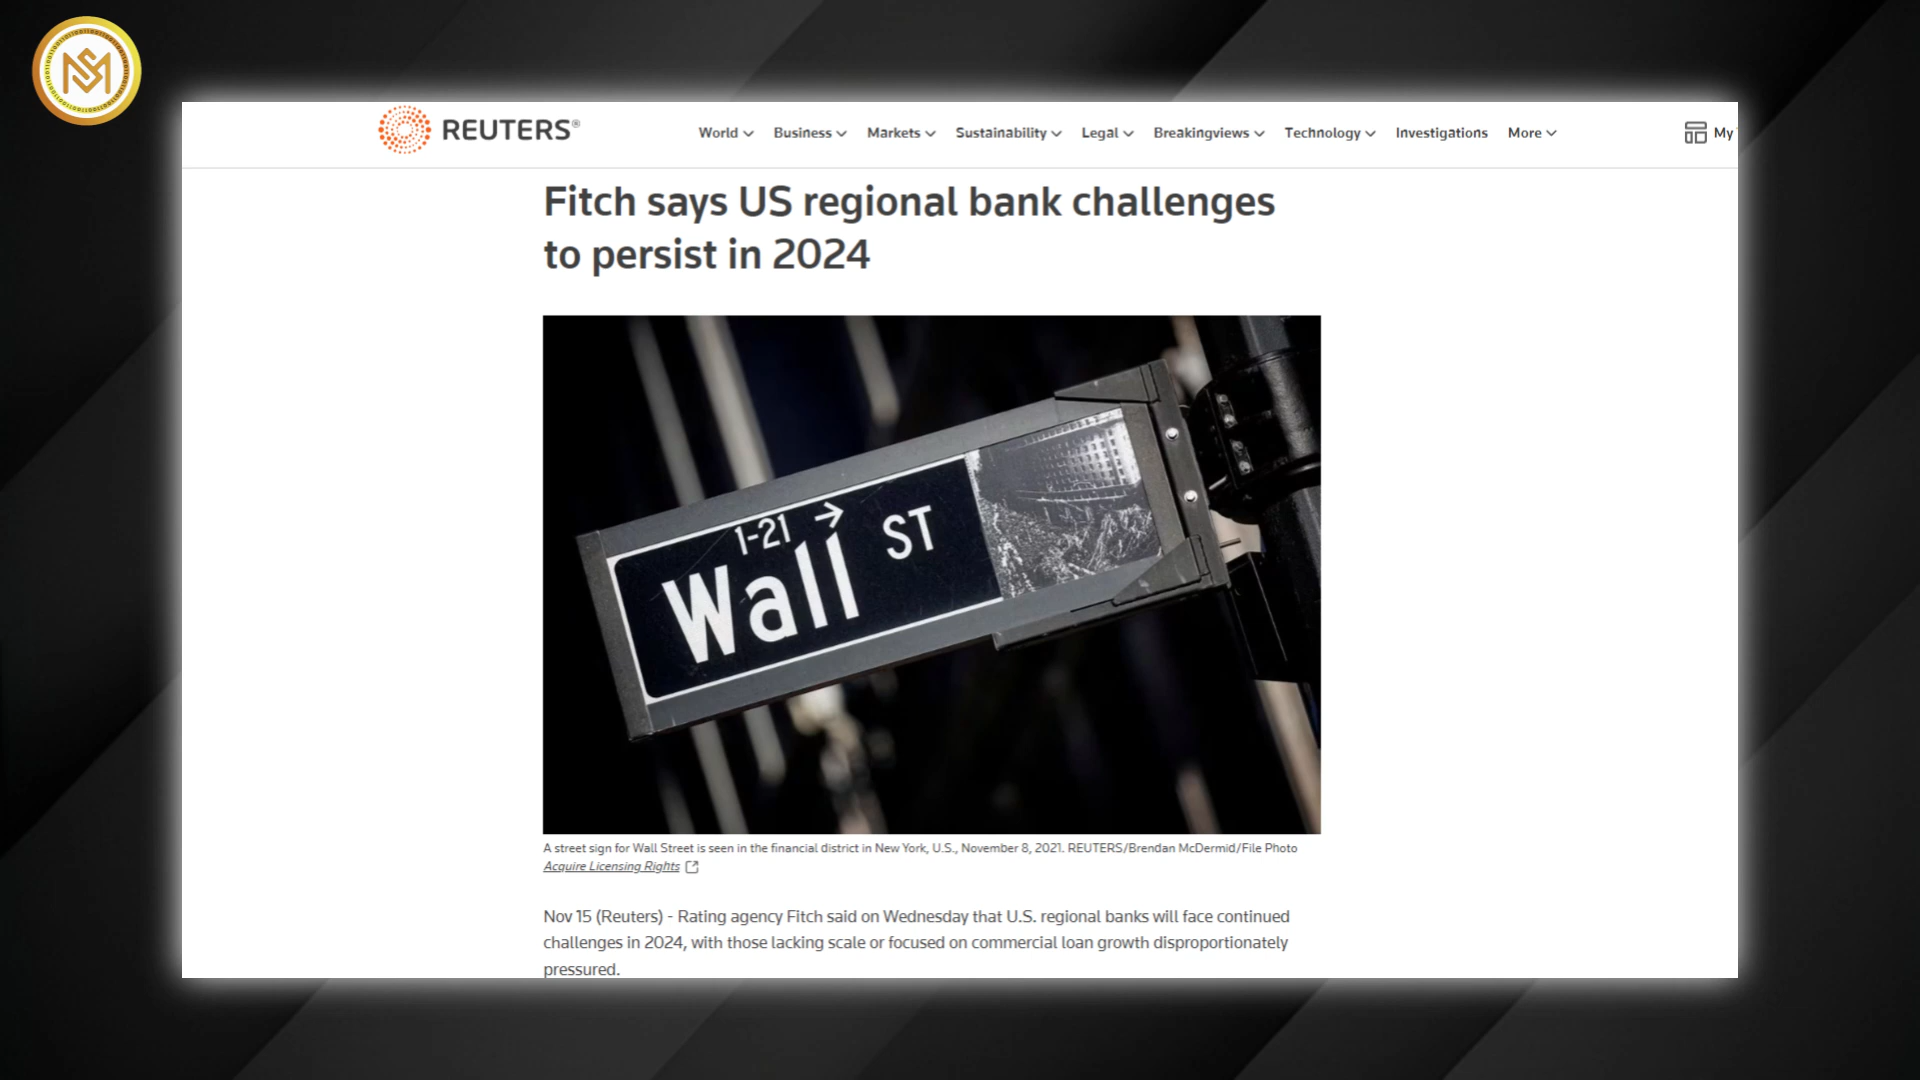 REUTERS®
World Business Markets Sustainability Legal Breakingviews Technology Investigations More My
Fitch says US regional bank challenges
to persist in 2024
1-21 →
Wall ST
A street sign for Wall Street is seen in the financial district in New York, U.S., November 8, 2021. REUTERS/Brendan McDermid/File Photo
Acquire Licensing Rights
Nov 15 (Reuters) - Rating agency Fitch said on Wednesday that U.S. regional banks will face continued
challenges in 2024, with those lacking scale or focused on commercial loan growth disproportionately
pressured.